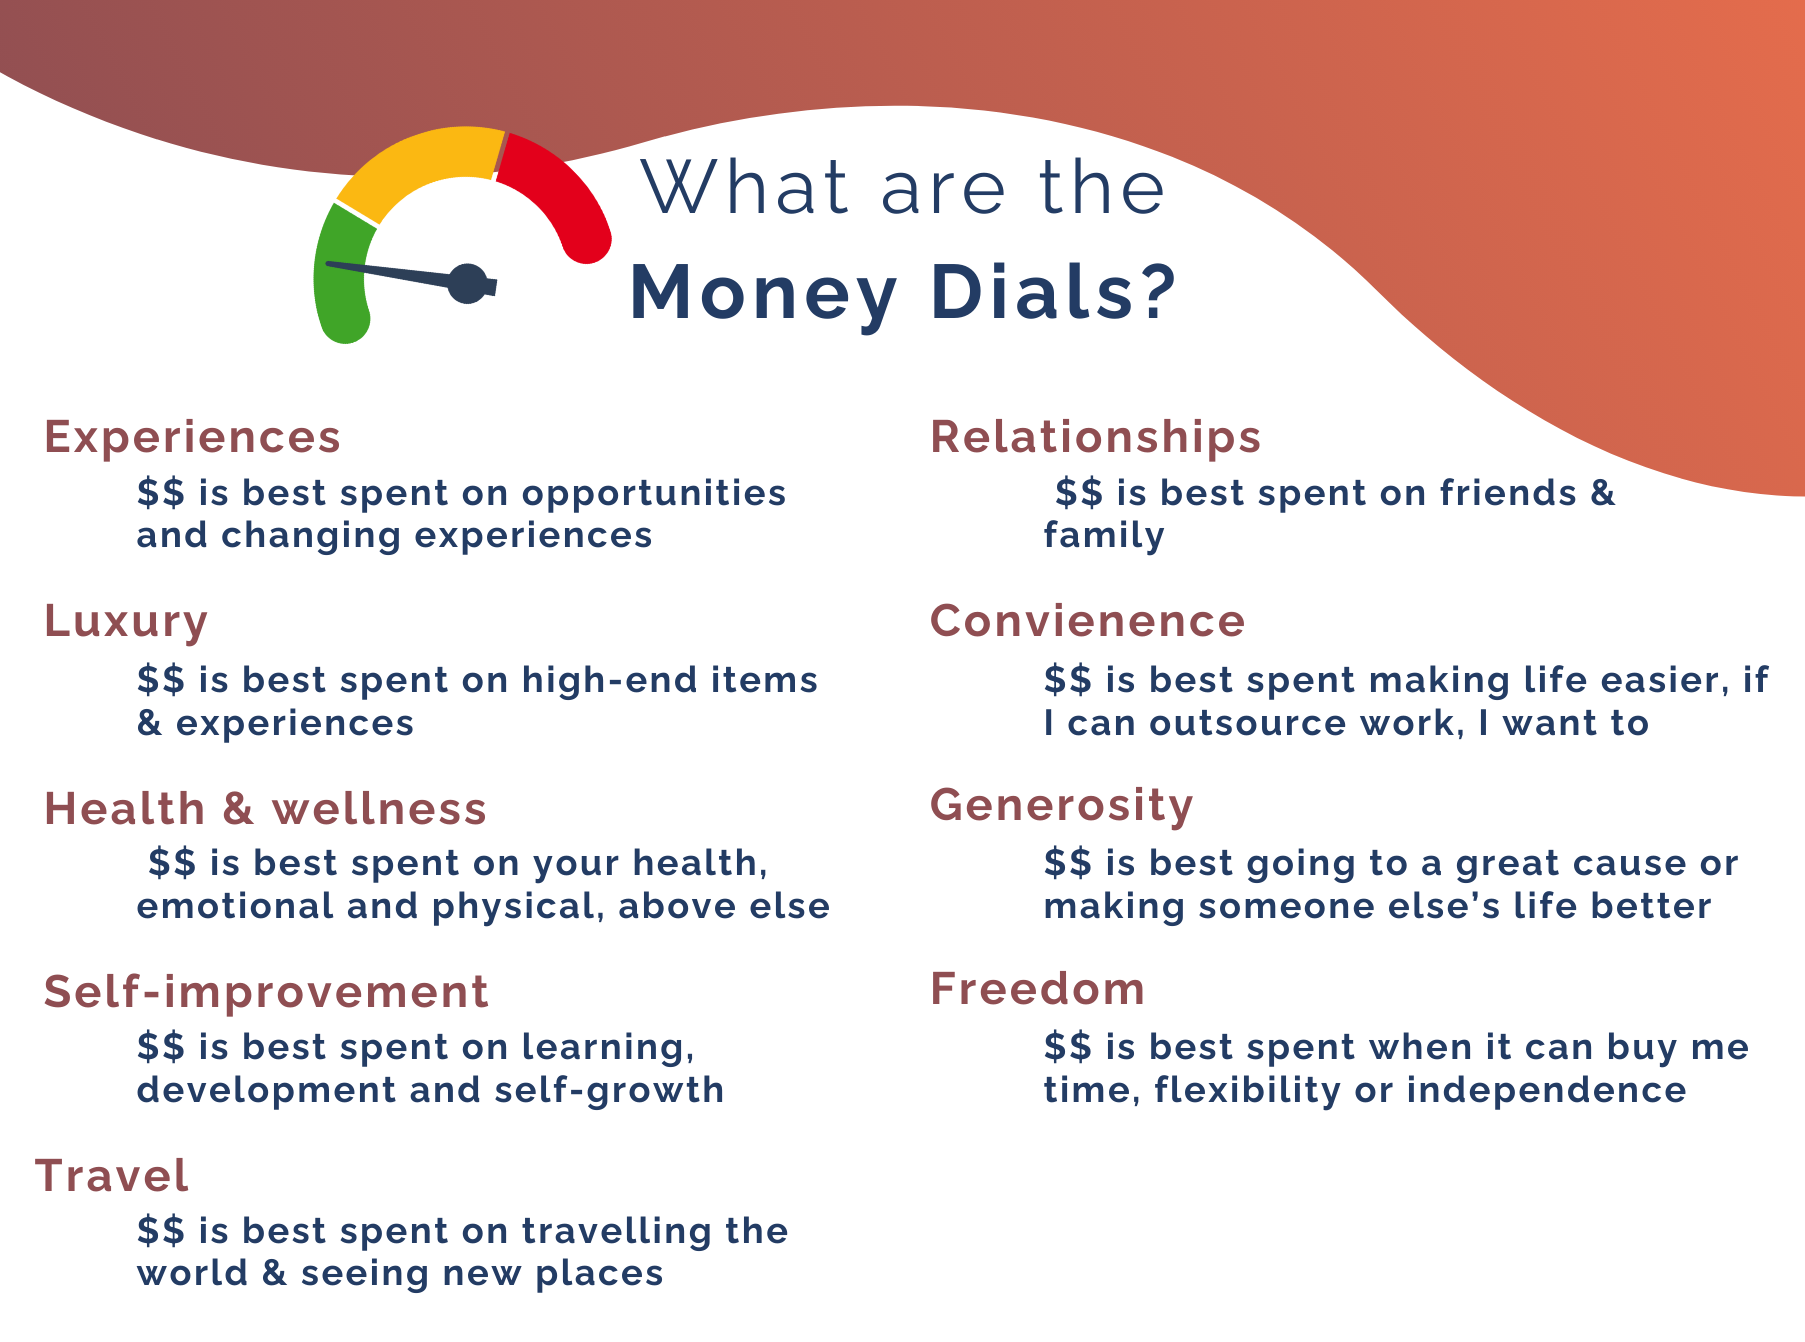 What are the
Money Dials?
Experiences
$$ is best spent on opportunities
and changing experiences
Luxury
$$ is best spent on high-end items
& experiences
Health & wellness
$$ is best spent on your health,
emotional and physical, above else
Self-improvement
$$ is best spent on learning,
development and self-growth
Travel
$$ is best spent on travelling the
world & seeing new places
Relationships
$$ is best spent on friends &
family
Convienence
$$ is best spent making life easier, if
I can outsource work, I want to
Generosity
$$ is best going to a great cause or
making someone else’s life better
Freedom
$$ is best spent when it can buy me
time, flexibility or independence